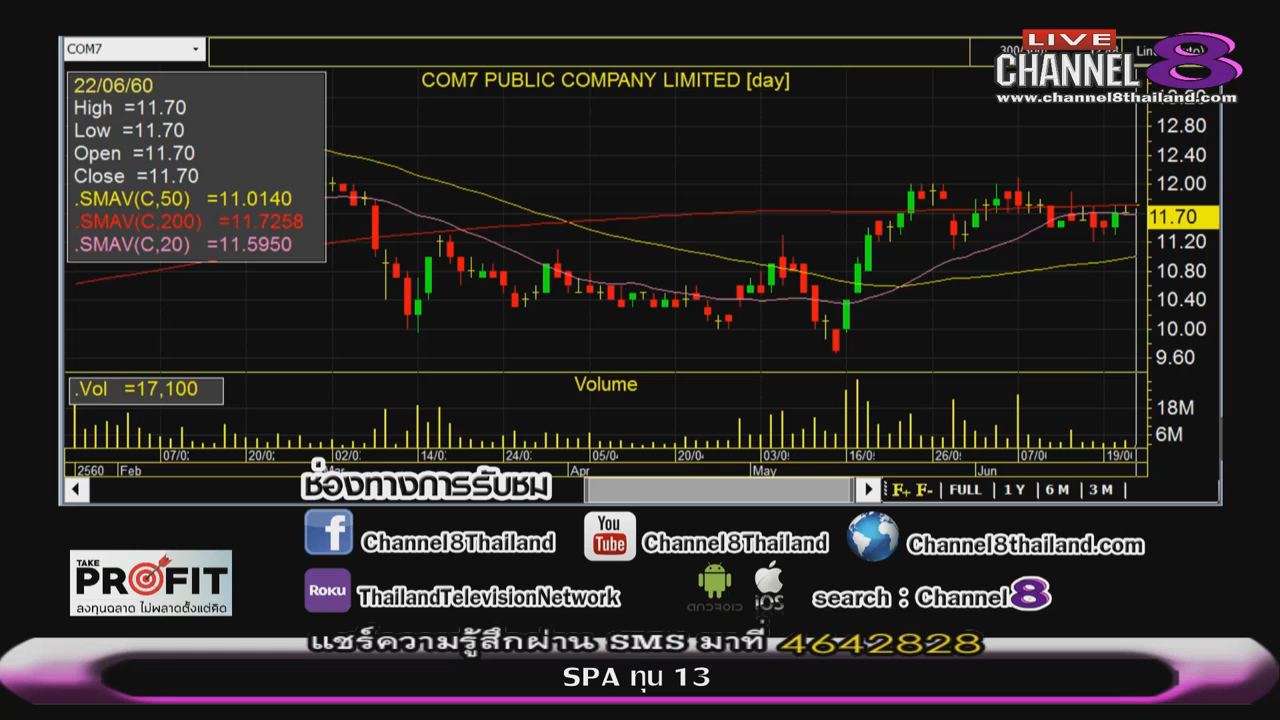 COM7
LIVE
CHANNEL 8
www.channel8thailand.com
COM7 PUBLIC COMPANY LIMITED [day]
22/06/60
High =11.70
Low =11.70
Open =11.70
Close =11.70
.SMAV(C,50) =11.0140
.SMAV(C,200) =11.7258
.SMAV(C,20) =11.5950
12.80
12.40
12.00
11.70
11.20
10.80
10.40
10.00
9.60
.Vol =17,100
Volume
18M
6M
07/0 20/0 02/0 14/0 24/0 05/0 20/0 03/0 16/0 26/0 07/0 19/0
2560 Feb Mar Apr May Jun
F+ F- FULL 1 Y 6 M 3 M
ช่องทางการรับชม
Channel8Thailand
You Tube Channel8Thailand
Channel8thailand.com
TAKE PROFIT
ลงทุนฉลาด ไม่พลาดตั้งแต่คิด
ROKU ThailandTelevisionNetwork
ANDROID iOS
search : Channel8
แชร์ความรู้สึกผ่าน SMS มาที่ 4642828
SPA ทุน 13